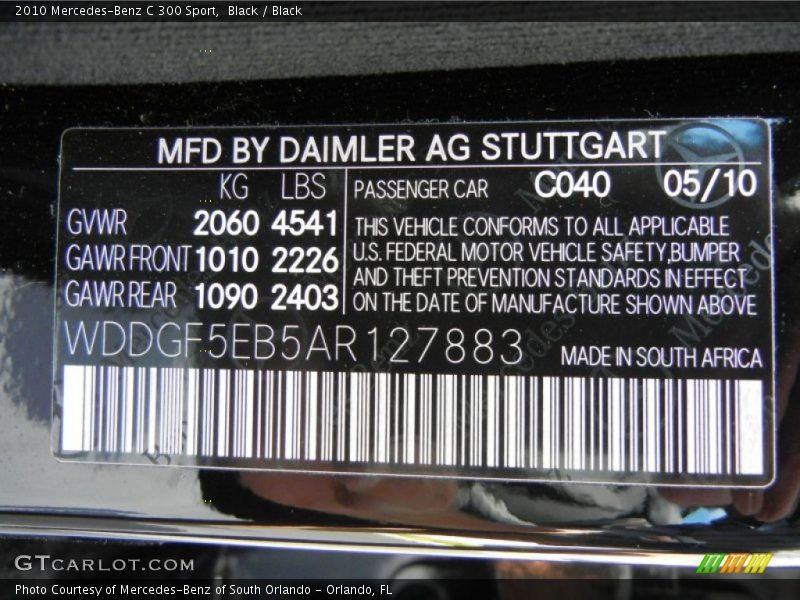 2010 Mercedes-Benz C 300 Sport,  Black / Black
MFD BY DAIMLER AG STUTTGART
KG LBS
GVWR 2060 4541
GAWR FRONT 1010 2226
GAWR REAR 1090 2403
PASSENGER CAR C040 05/10
THIS VEHICLE CONFORMS TO ALL APPLICABLE
U.S. FEDERAL MOTOR VEHICLE SAFETY,BUMPER
AND THEFT PREVENTION STANDARDS IN EFFECT
ON THE DATE OF MANUFACTURE SHOWN ABOVE
WDDGF5EB5AR127883
MADE IN SOUTH AFRICA
GTCARLOT.COM
Photo Courtesy of Mercedes-Benz of South Orlando - Orlando, FL